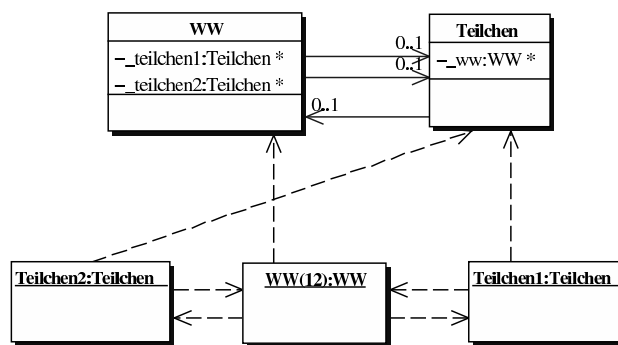 WW
–_teilchen1:Teilchen *
–_teilchen2:Teilchen *
Teilchen
–_ww:WW *
0..1
0..1
0..1
Teilchen2:Teilchen
WW(12):WW
Teilchen1:Teilchen